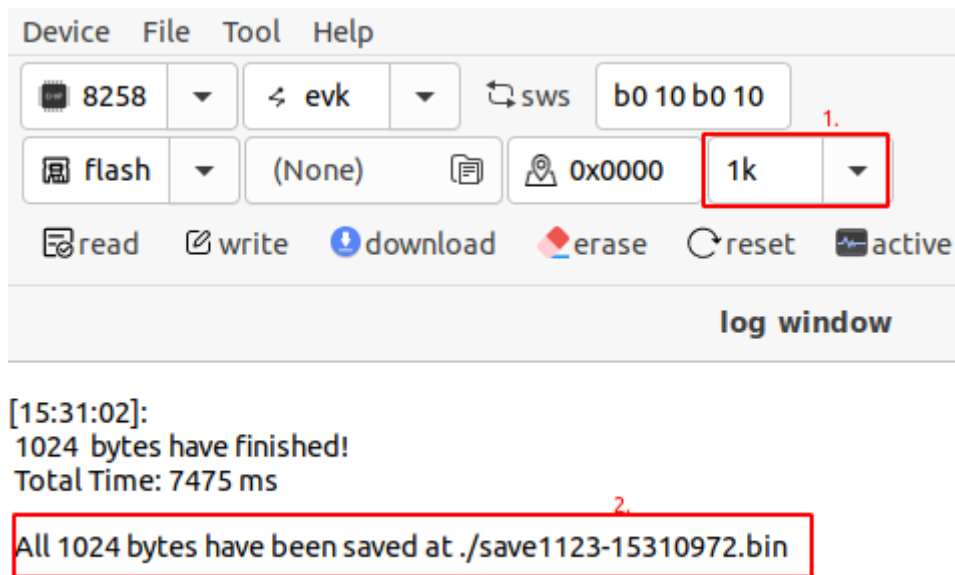 Device File Tool Help
8258 evk sws b0 10 b0 10
1.
flash (None) 0x0000 1k
read write download erase reset active
log window
[15:31:02]:
1024 bytes have finished!
Total Time: 7475 ms
2.
All 1024 bytes have been saved at ./save1123-15310972.bin